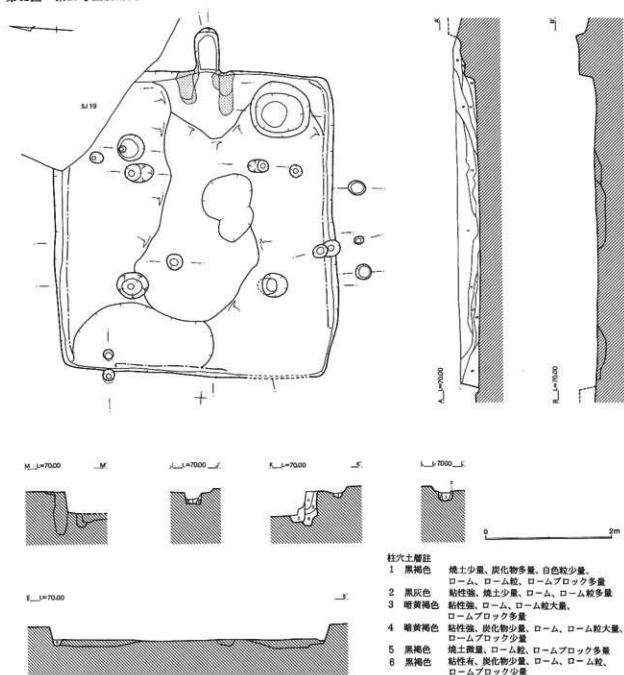 SJ 19
A L=70.00
B L=70.00
M L=70.00 M'
L=70.00
L=70.00
L=70.00
L=70.00
0 2m
柱穴土層註
1 黒褐色 焼土少量、炭化物多量、白色粒少量、
ローム、ローム粒、ロームブロック多量
2 黒灰色 粘性強、焼土少量、ローム、ローム粒多量
3 暗黄褐色 粘性強、ローム、ローム粒大量、
ロームブロック多量
4 暗黄褐色 粘性強、炭化物少量、ローム、ローム粒大量、
ロームブロック少量
5 黒褐色 焼土微量、ローム粒、ロームブロック多量
6 黒褐色 粘性有、炭化物少量、ローム、ローム粒、
ロームブロック少量